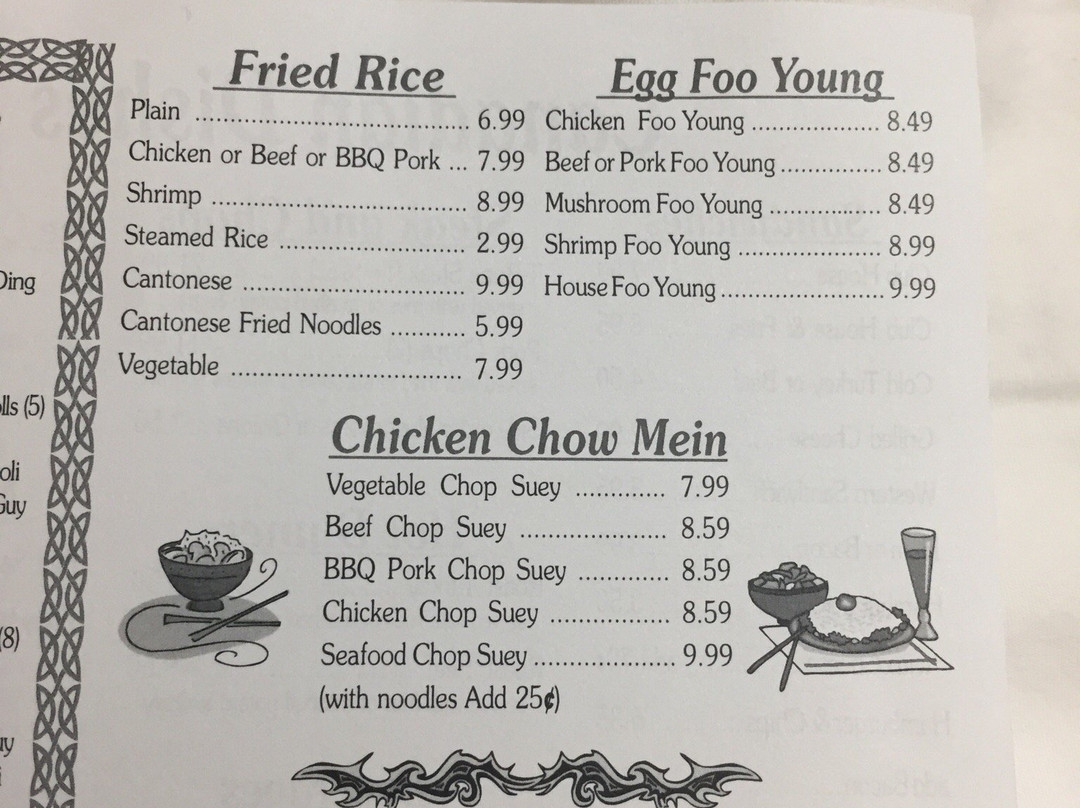 Fried Rice
Plain ........ 6.99
Chicken or Beef or BBQ Pork ... 7.99
Shrimp ........ 8.99
Steamed Rice ........ 2.99
Cantonese ........ 9.99
Cantonese Fried Noodles ........ 5.99
Vegetable ........ 7.99
Egg Foo Young
Chicken Foo Young ........ 8.49
Beef or Pork Foo Young ........ 8.49
Mushroom Foo Young ........ 8.49
Shrimp Foo Young ........ 8.99
House Foo Young ........ 9.99
Chicken Chow Mein
Vegetable Chop Suey ........ 7.99
Beef Chop Suey ........ 8.59
BBQ Pork Chop Suey ........ 8.59
Chicken Chop Suey ........ 8.59
Seafood Chop Suey ........ 9.99
(with noodles Add 25¢)
Ding
(5)
Guy
(8)